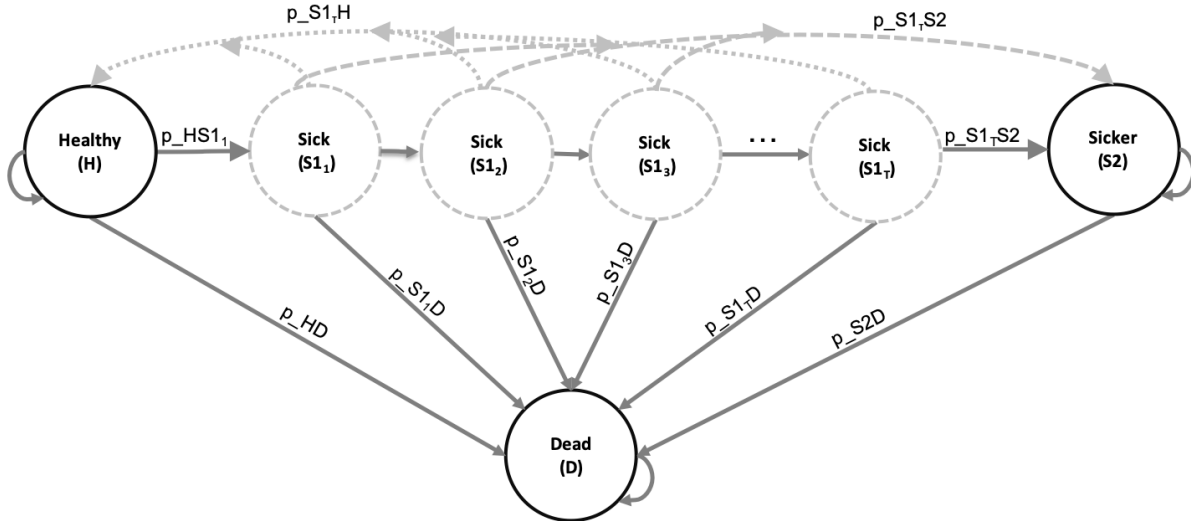 p_S1ₜH
p_S1ₜS2
Healthy
(H)
p_HS1₁
Sick
(S1₁)
Sick
(S1₂)
Sick
(S1₃)
...
Sick
(S1ₜ)
p_S1ₜS2
Sicker
(S2)
p_HD
p_S1₁D
p_S1₂D
p_S1₃D
p_S1ₜD
p_S2D
Dead
(D)